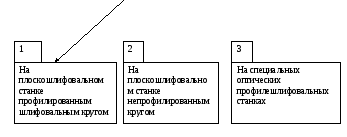 1
На
плоскошлифовальном
станке
профилированным
шлифовальным кругом
2
На
плоскошлифовально
м станке
непрофилированным
кругом
3
На специальных
оптических
профилешлифовальных
станках